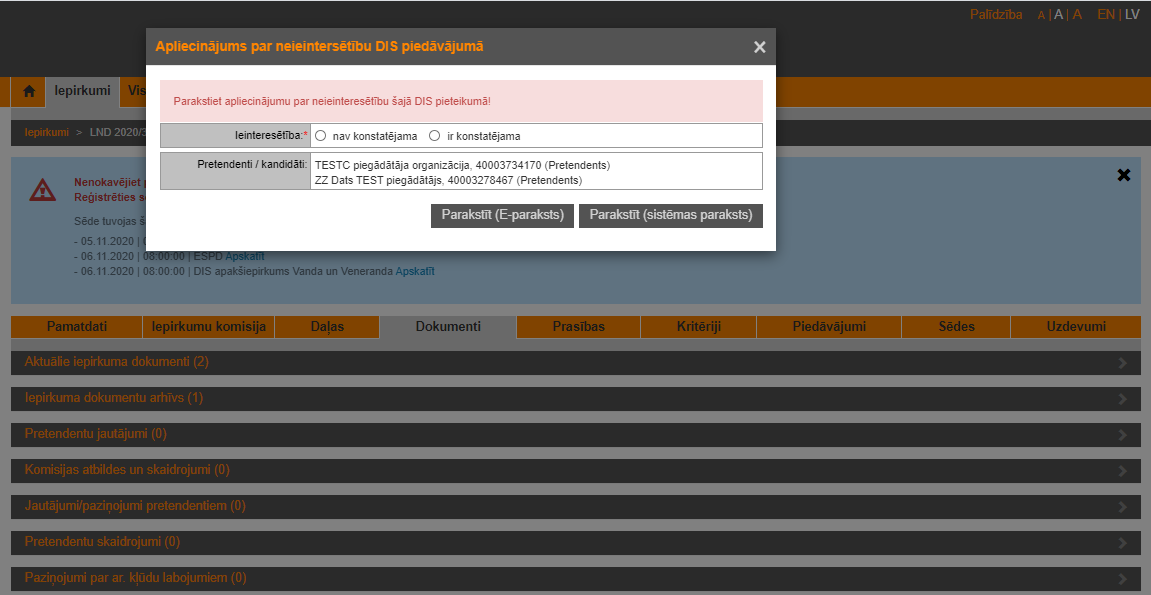 Palīdzība A | A | A EN | LV
Apliecinājums par neieintersētību DIS piedāvājumā
Iepirkumi Vis
Parakstiet apliecinājumu par neieinteresētību šajā DIS pieteikumā!
Iepirkumi > LND 2020/3
Ieinteresētība:* nav konstatējama ir konstatējama
Pretendenti / kandidāti: TESTC piegādātāja organizācija, 40003734170 (Pretendents)
ZZ Dats TEST piegādātājs, 40003278467 (Pretendents)
Nenokavējiet
Reģistrēties
Parakstīt (E-paraksts) Parakstīt (sistēmas paraksts)
Sēde tuvojas
- 05.11.2020 |
- 06.11.2020 | 08:00:00 | ESPD Apskatīt
- 06.11.2020 | 08:00:00 | DIS apakšiepirkums Vanda un Veneranda Apskatīt
Pamatdati Iepirkumu komisija Daļas Dokumenti Prasības Kritēriji Piedāvājumi Sēdes Uzdevumi
Aktuālie iepirkuma dokumenti (2)
Iepirkuma dokumentu arhīvs (1)
Pretendentu jautājumi (0)
Komisijas atbildes un skaidrojumi (0)
Jautājumi/paziņojumi pretendentiem (0)
Pretendentu skaidrojumi (0)
Paziņojumi par ar. kļūdu labojumiem (0)